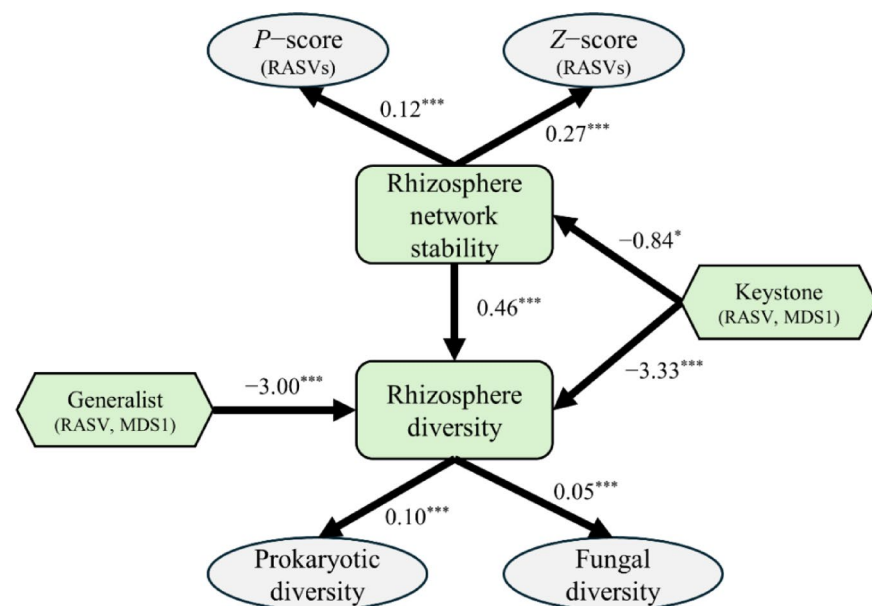 P−score
(RASVs)
Z−score
(RASVs)
0.12***
0.27***
Rhizosphere
network
stability
−0.84*
Keystone
(RASV, MDS1)
0.46***
−3.33***
Generalist
(RASV, MDS1)
−3.00***
Rhizosphere
diversity
0.10***
0.05***
Prokaryotic
diversity
Fungal
diversity